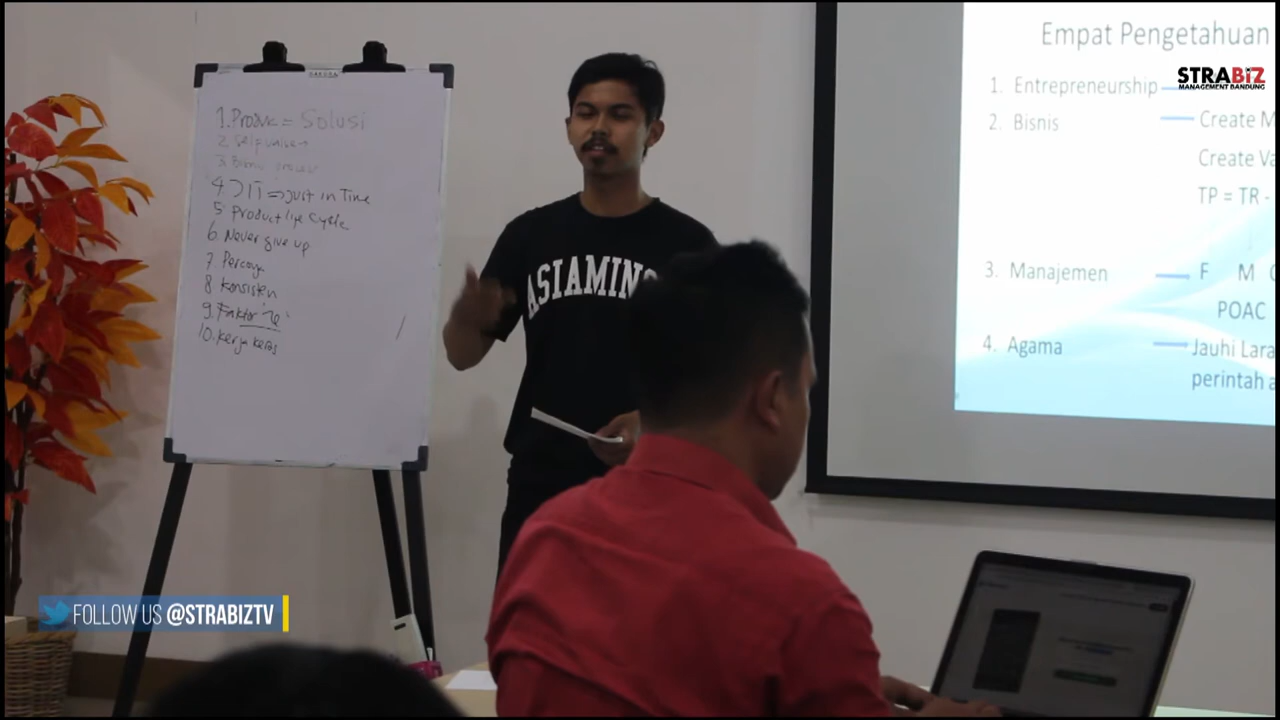 SAKURA
1. Produk = Solusi
4. JIT => Just in Time
5. Product life Cycle
6. Never give up
7. Percaya
8. Konsisten
9. Faktor
10. Kerja keras
ASIAMIN
Empat Pengetahuan
STRABIZ
MANAGEMENT BANDUNG
1. Entrepreneurship
2. Bisnis
Create M
Create Va
TP = TR -
3. Manajemen
F M
POAC
4. Agama
Jauhi Lara
perintah a
FOLLOW US @STRABIZTV